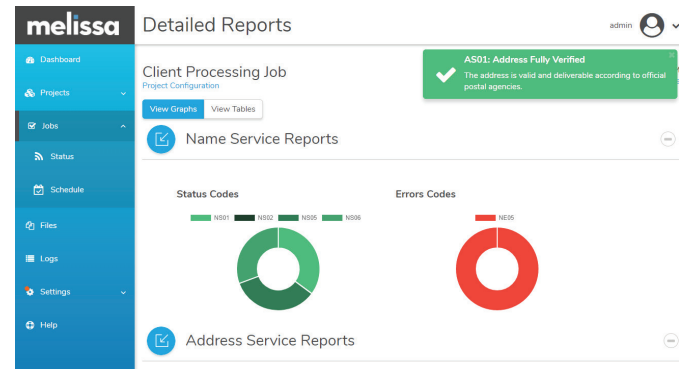 melissa
Detailed Reports
admin
Dashboard
Projects
Jobs
Status
Schedule
Files
Logs
Settings
Help
AS01: Address Fully Verified
The address is valid and deliverable according to official
postal agencies.
Client Processing Job
Project Configuration
View Graphs View Tables
Name Service Reports
Status Codes
NS01 NS02 NS05 NS06
Errors Codes
NE05
Address Service Reports